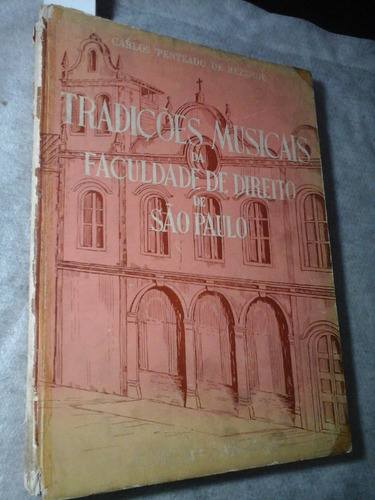 CARLOS PENTEADO DE REZENDE
TRADIÇÕES MUSICAIS
DA
FACULDADE DE DIREITO
DE
SÃO PAULO